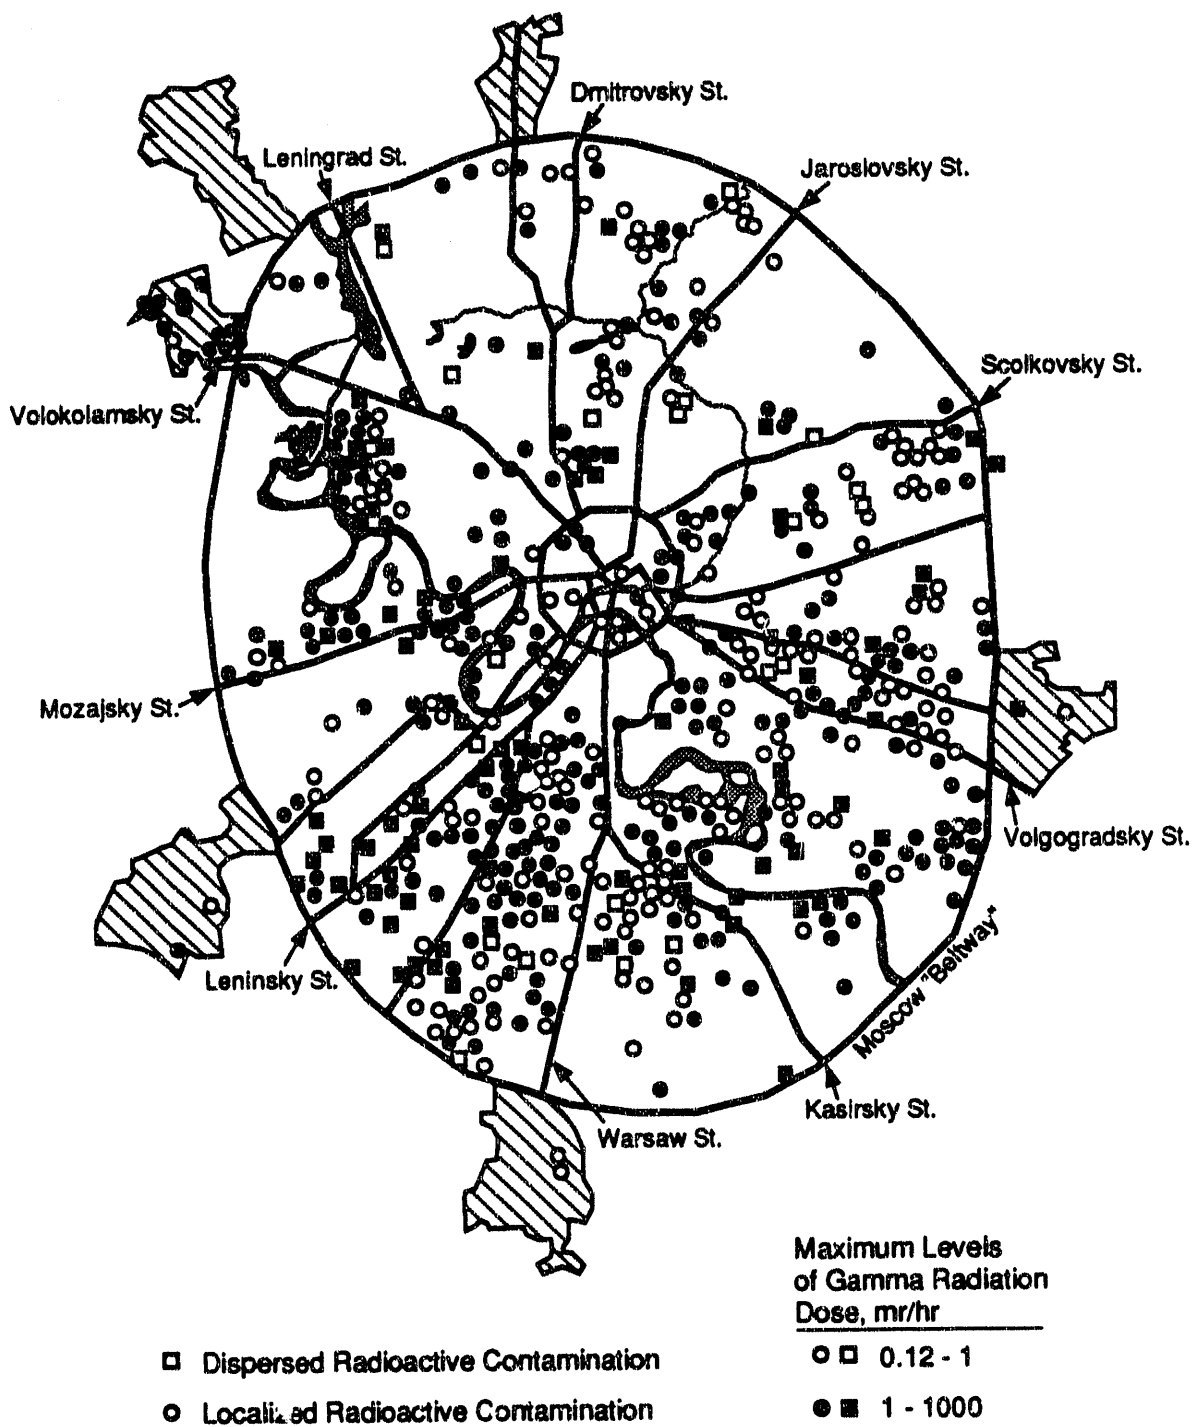 Dmitrovsky St.
Leningrad St.
Jaroslovsky St.
Scolkovsky St.
Volokolamsky St.
Mozajsky St.
Volgogradsky St.
Leninsky St.
Moscow "Beltway"
Kasirsky St.
Warsaw St.
Maximum Levels
of Gamma Radiation
Dose, mr/hr
Dispersed Radioactive Contamination
0.12 - 1
Localized Radioactive Contamination
1 - 1000